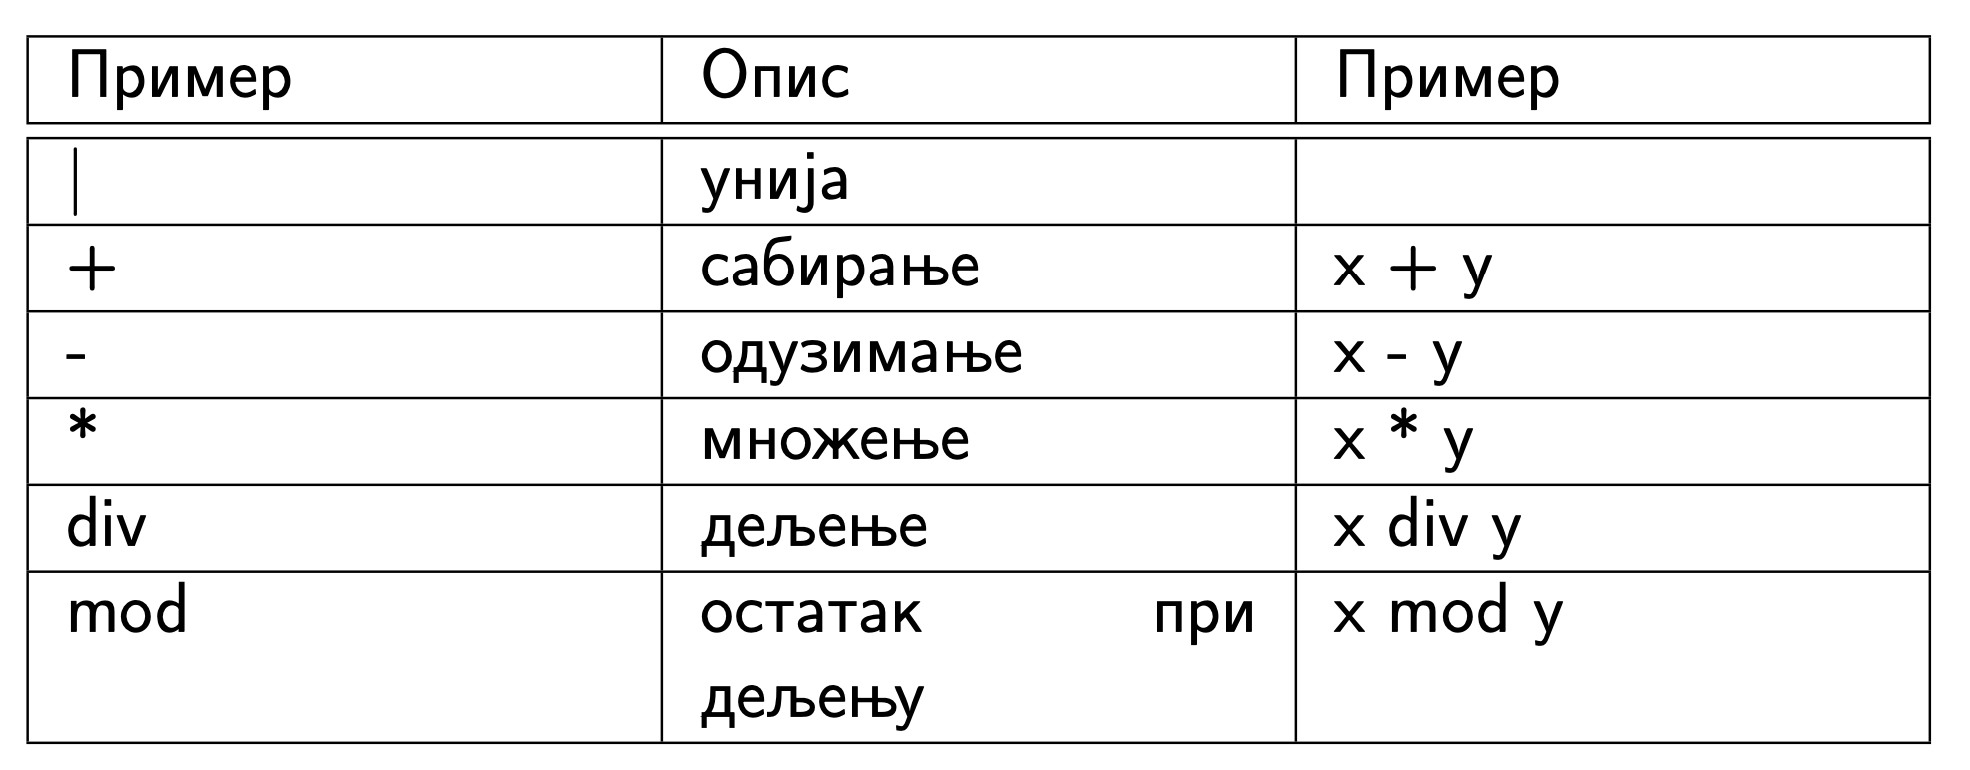 Пример Опис Пример
| унија
+ сабирање x + y
- одузимање x - y
* множење x * y
div дељење x div y
mod остатак при x mod y
дељењу